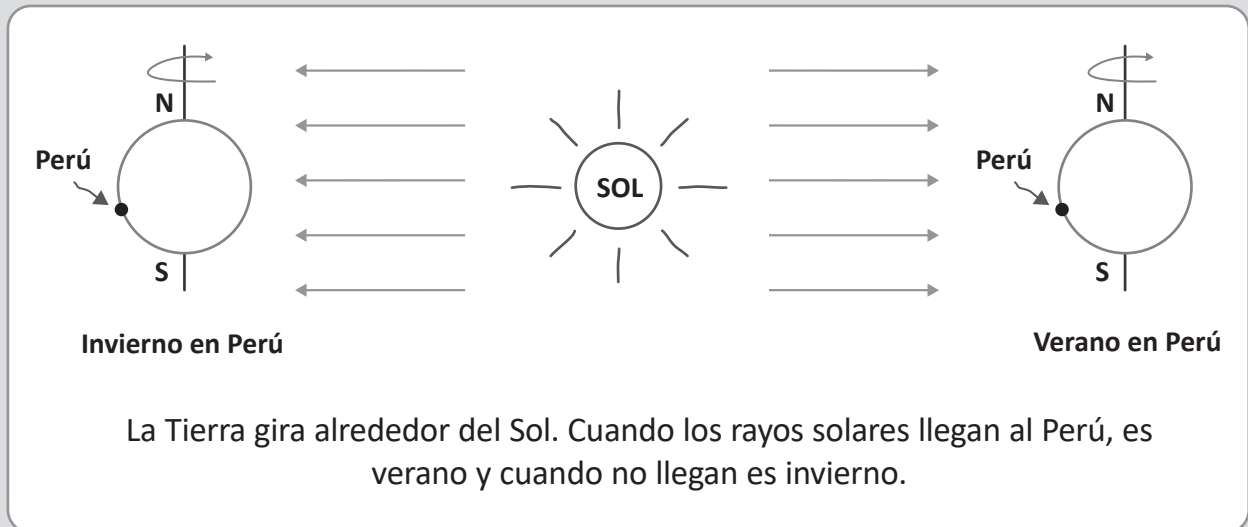 N
Perú
S
Invierno en Perú
SOL
N
Perú
S
Verano en Perú
La Tierra gira alrededor del Sol. Cuando los rayos solares llegan al Perú, es
verano y cuando no llegan es invierno.